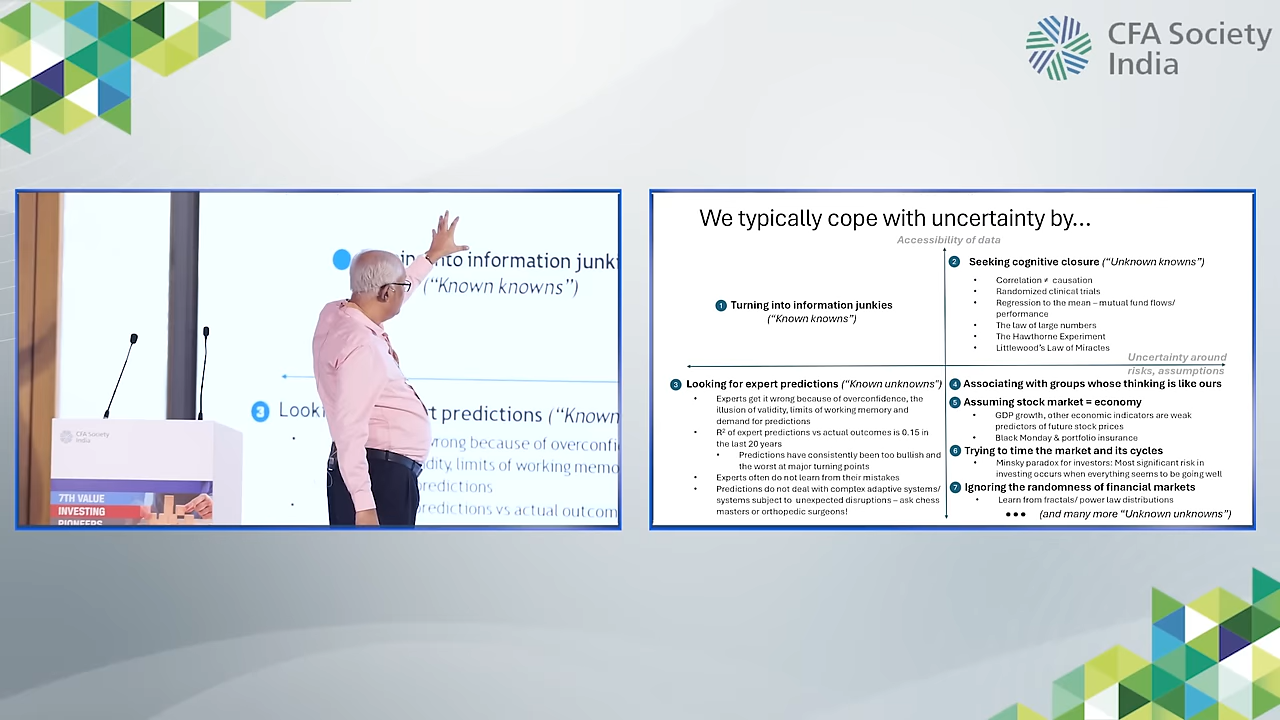 CFA Society
India
into information junk
("Known knowns")
3 Look
rt predictions ("Known
wrong because of overconfi
dity, limits of working memo
redictions
redictions vs actual outcom
CFA Society
India
7TH VALUE
INVESTING
PIONEERS
We typically cope with uncertainty by...
Accessibility of data
1 Turning into information junkies
("Known knowns")
2 Seeking cognitive closure ("Unknown knowns")
• Correlation ≠ causation
• Randomized clinical trials
• Regression to the mean – mutual fund flows/
performance
• The law of large numbers
• The Hawthorne Experiment
• Littlewood's Law of Miracles
Uncertainty around
risks, assumptions
3 Looking for expert predictions ("Known unknowns")
• Experts get it wrong because of overconfidence, the
illusion of validity, limits of working memory and
demand for predictions
• R² of expert predictions vs actual outcomes is 0.15 in
the last 20 years
• Predictions have consistently been too bullish and
the worst at major turning points
• Experts often do not learn from their mistakes
• Predictions do not deal with complex adaptive systems/
systems subject to unexpected disruptions – ask chess
masters or orthopedic surgeons!
4 Associating with groups whose thinking is like ours
5 Assuming stock market = economy
• GDP growth, other economic indicators are weak
predictors of future stock prices
• Black Monday & portfolio insurance
6 Trying to time the market and its cycles
• Minsky paradox for investors: Most significant risk in
investing occurs when everything seems to be going well
7 Ignoring the randomness of financial markets
• Learn from fractals/ power law distributions
••• (and many more "Unknown unknowns")